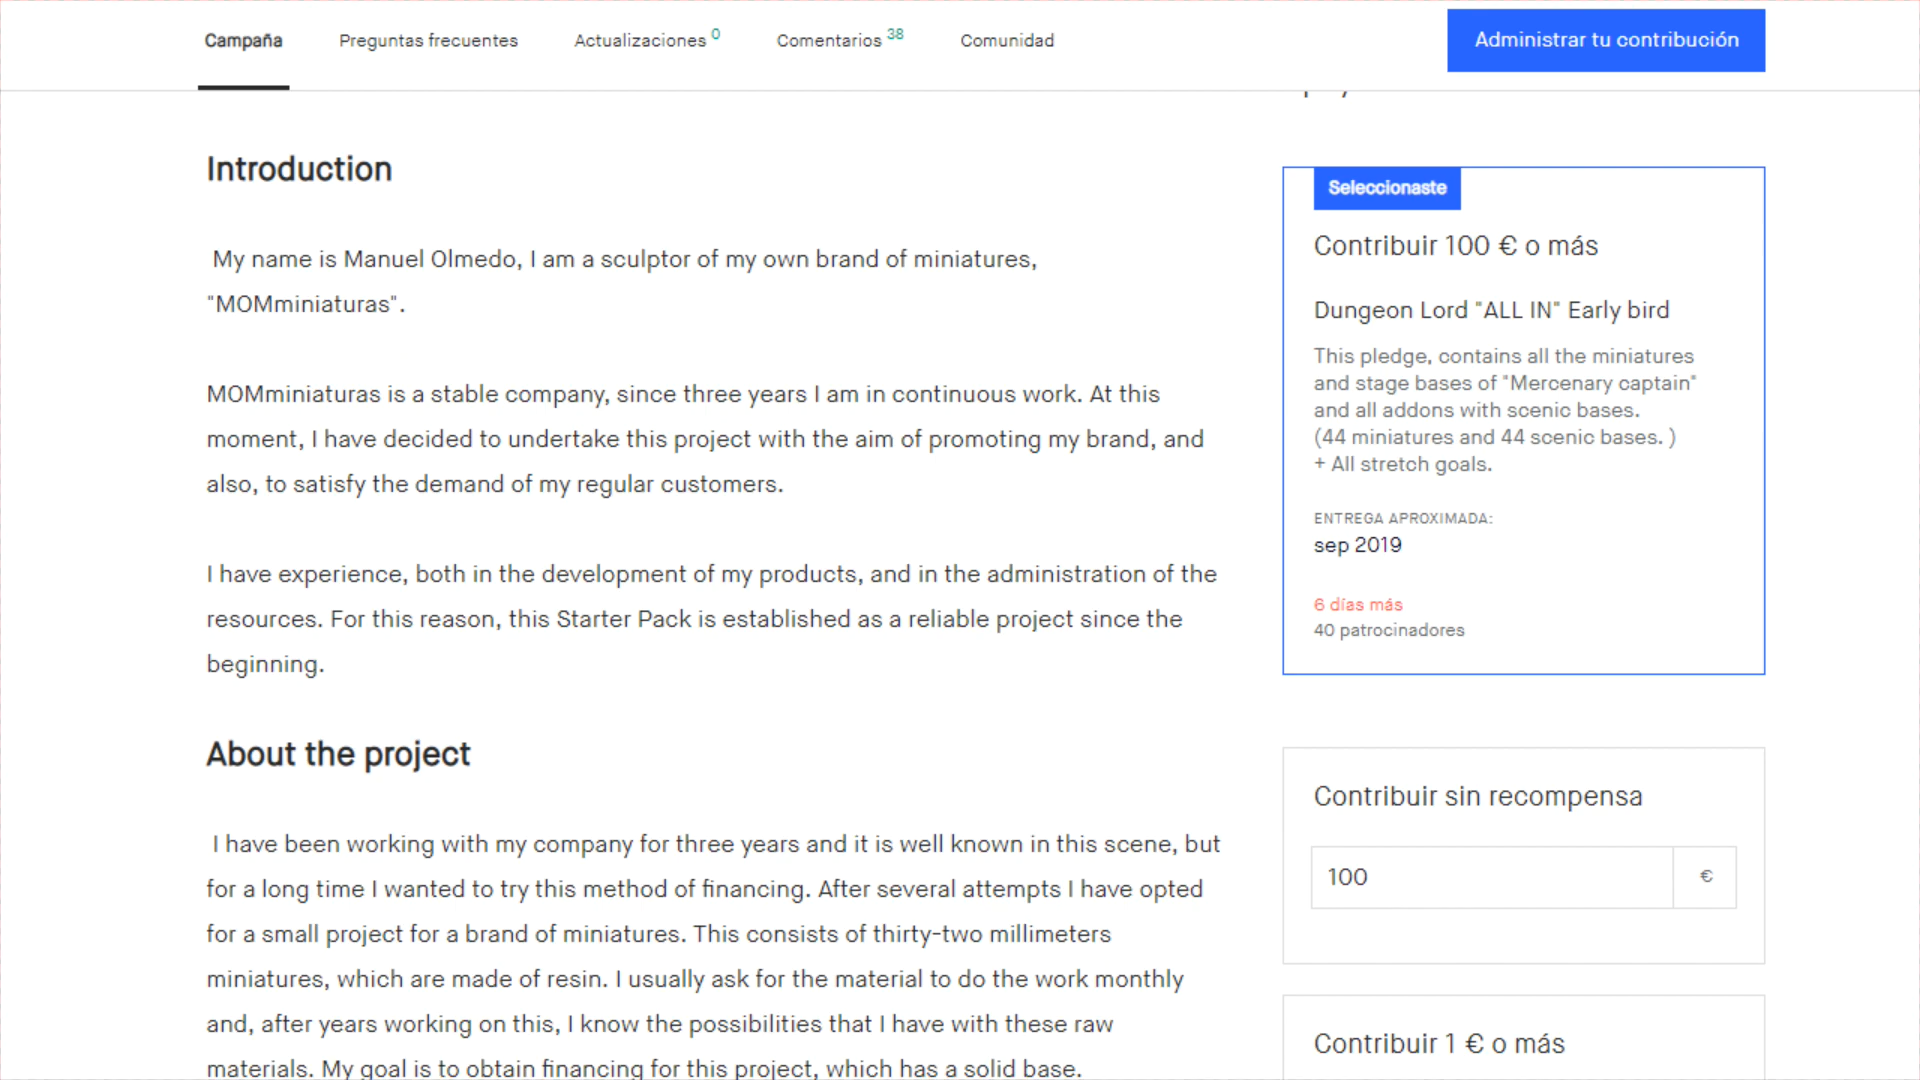 Campaña
Preguntas frecuentes
Actualizaciones 0
Comentarios 38
Comunidad
Administrar tu contribución
Introduction
My name is Manuel Olmedo, I am a sculptor of my own brand of miniatures,
"MOMminiaturas".
MOMminiaturas is a stable company, since three years I am in continuous work. At this
moment, I have decided to undertake this project with the aim of promoting my brand, and
also, to satisfy the demand of my regular customers.
I have experience, both in the development of my products, and in the administration of the
resources. For this reason, this Starter Pack is established as a reliable project since the
beginning.
About the project
I have been working with my company for three years and it is well known in this scene, but
for a long time I wanted to try this method of financing. After several attempts I have opted
for a small project for a brand of miniatures. This consists of thirty-two millimeters
miniatures, which are made of resin. I usually ask for the material to do the work monthly
and, after years working on this, I know the possibilities that I have with these raw
materials. My goal is to obtain financing for this project, which has a solid base.
Seleccionaste
Contribuir 100 € o más
Dungeon Lord "ALL IN" Early bird
This pledge, contains all the miniatures
and stage bases of "Mercenary captain"
and all addons with scenic bases.
(44 miniatures and 44 scenic bases. )
+ All stretch goals.
ENTREGA APROXIMADA:
sep 2019
6 días más
40 patrocinadores
Contribuir sin recompensa
100 €
Contribuir 1 € o más